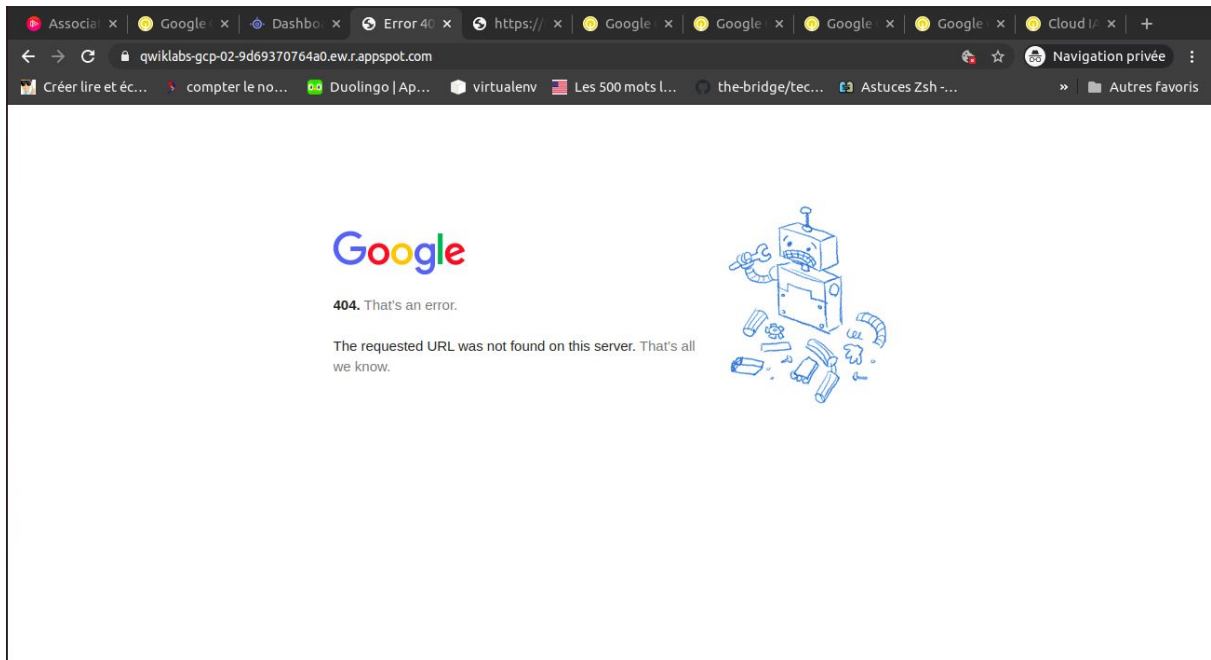 Associat Google Dashbo Error 40 https:// Google Google Google Google Cloud IA
qwiklabs-gcp-02-9d69370764a0.ew.r.appspot.com Navigation privée
Créer lire et éc... compter le no... Duolingo | Ap... virtualenv Les 500 mots l... the-bridge/tec... Astuces Zsh -... » Autres favoris
Google
404. That's an error.
The requested URL was not found on this server. That's all
we know.